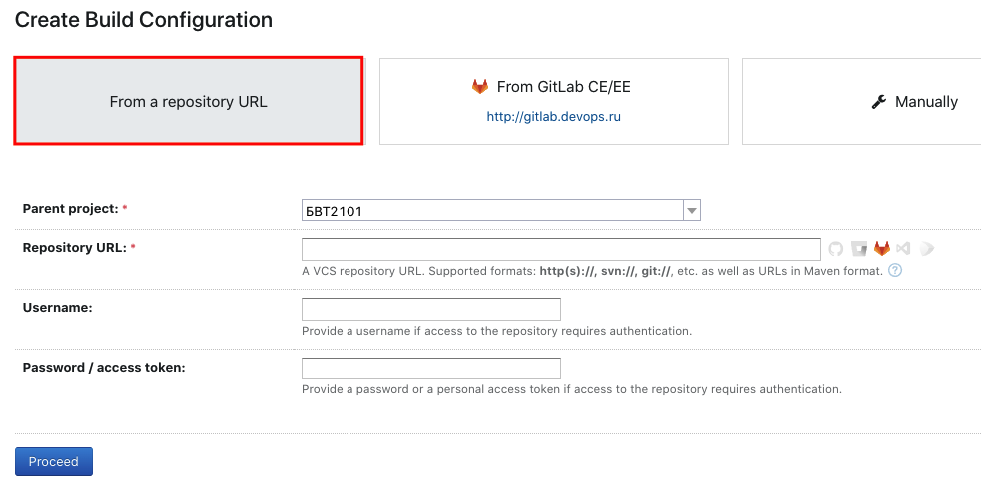 Create Build Configuration
From a repository URL
From GitLab CE/EE
http://gitlab.devops.ru
Manually
Parent project: *
БВТ2101
Repository URL: *
A VCS repository URL. Supported formats: http(s)://, svn://, git://, etc. as well as URLs in Maven format. ?
Username:
Provide a username if access to the repository requires authentication.
Password / access token:
Provide a password or a personal access token if access to the repository requires authentication.
Proceed